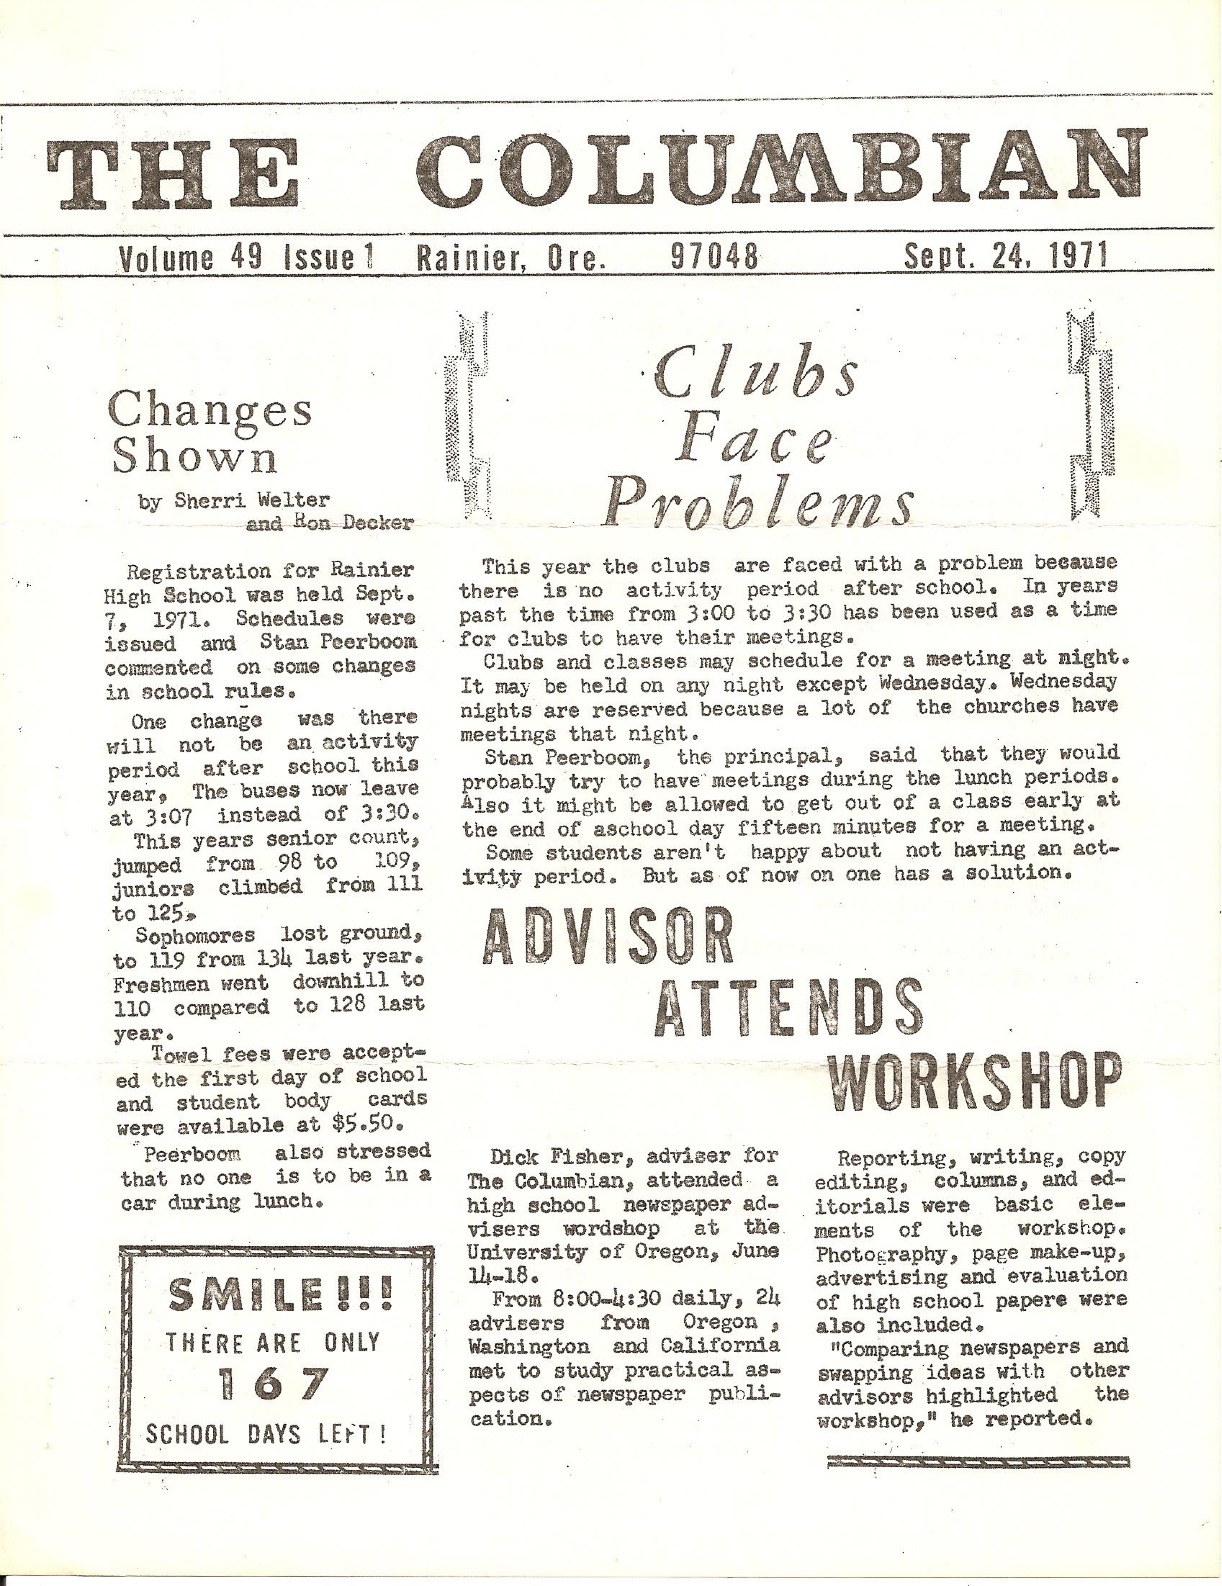 THE COLUMBIAN
Volume 49 Issue 1 Rainier, Ore. 97048 Sept. 24, 1971
Changes
Shown
by Sherri Welter
and Ron Decker
Registration for Rainier
High School was held Sept.
7, 1971. Schedules were
issued and Stan Peerboom
commented on some changes
in school rules.
One change was there
will not be an activity
period after school this
year, The buses now leave
at 3:07 instead of 3:30.
This years senior count,
jumped from 98 to 109,
juniors climbed from 111
to 125.
Sophomores lost ground,
to 119 from 134 last year.
Freshmen went downhill to
110 compared to 128 last
year.
Towel fees were accept-
ed the first day of school
and student body cards
were available at $5.50.
Peerboom also stressed
that no one is to be in a
car during lunch.
SMILE!!!
THERE ARE ONLY
167
SCHOOL DAYS LEFT!
Clubs
Face
Problems
This year the clubs are faced with a problem because
there is no activity period after school. In years
past the time from 3:00 to 3:30 has been used as a time
for clubs to have their meetings.
Clubs and classes may schedule for a meeting at night.
It may be held on any night except Wednesday. Wednesday
nights are reserved because a lot of the churches have
meetings that night.
Stan Peerboom, the principal, said that they would
probably try to have meetings during the lunch periods.
Also it might be allowed to get out of a class early at
the end of aschool day fifteen minutes for a meeting.
Some students aren't happy about not having an act-
ivity period. But as of now on one has a solution.
ADVISOR
ATTENDS
WORKSHOP
Dick Fisher, adviser for
The Columbian, attended a
high school newspaper ad-
visers wordshop at the
University of Oregon, June
14-18.
From 8:00-4:30 daily, 24
advisers from Oregon ,
Washington and California
met to study practical as-
pects of newspaper publi-
cation.
Reporting, writing, copy
editing, columns, and ed-
itorials were basic ele-
ments of the workshop.
Photography, page make-up,
advertising and evaluation
of high school papere were
also included.
"Comparing newspapers and
swapping ideas with other
advisors highlighted the
workshop," he reported.